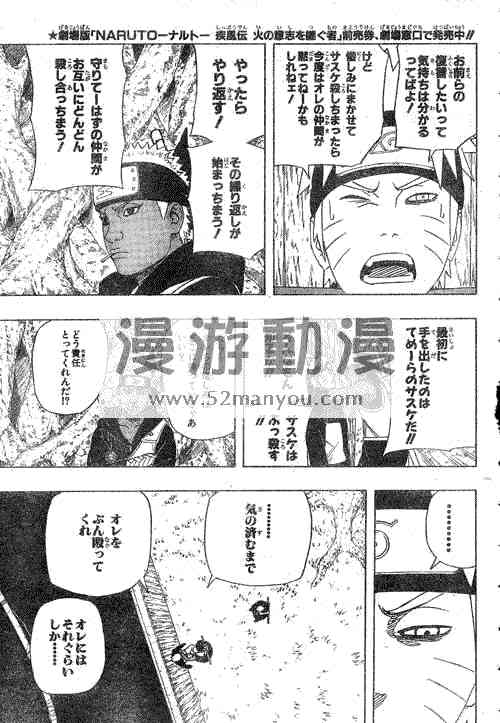 ★劇場版「NARUTO－ナルト－ 疾風伝 火の意志を継ぐ者」前売券、劇場窓口で発売中!!
お前らの
復讐したいって
気持ちは分かる
ってばよ!
けど
憎しみにまかせて
サスケ殺しちまったら
今度はオレの仲間が
黙ってねーかも
しれねェ!
やったら
やり返す!
その繰り返しが
始まっちまう!
守りてーはずの仲間が
お互いにどんどん
殺し合っちまう!
最初に
手を出したのは
てめーらのサスケだ!!
サスケは
ぶっ殺す
どう責任
とってくれんだ!?
漫游動漫
www.52manyou.com
………
気の済むまで
オレを
ぶん殴って
くれ
オレには
それぐらい
しか……